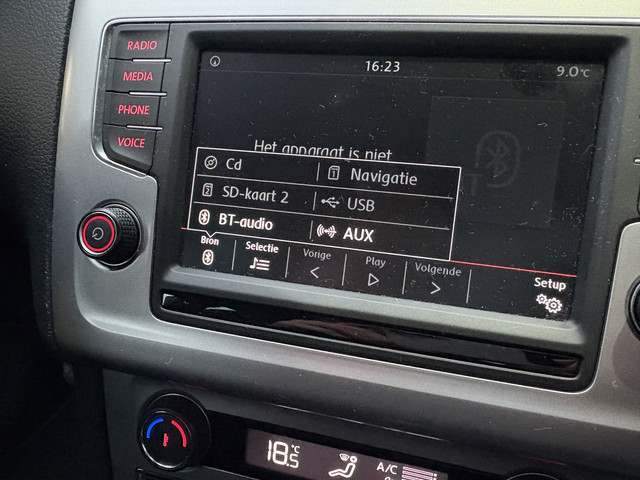 RADIO
MEDIA
PHONE
VOICE
16:23
9.0°C
Het apparaat is niet
Cd
Navigatie
SD-kaart 2
USB
BT-audio
AUX
Bron
Selectie
Vorige
Play
Volgende
Setup
18.5 °C
A/C